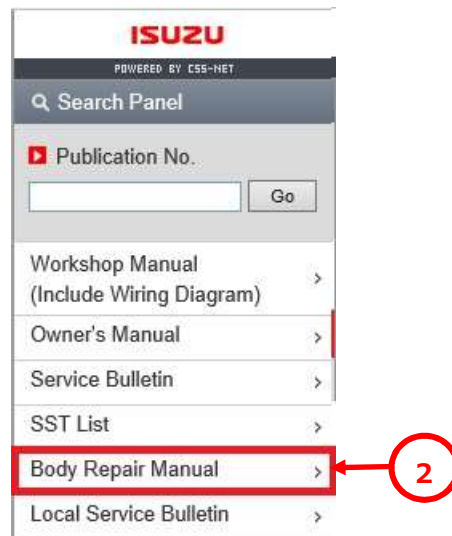 ISUZU
POWERED BY CSS-NET
Search Panel
Publication No.
Go
Workshop Manual
(Include Wiring Diagram)
Owner's Manual
Service Bulletin
SST List
Body Repair Manual
2
Local Service Bulletin